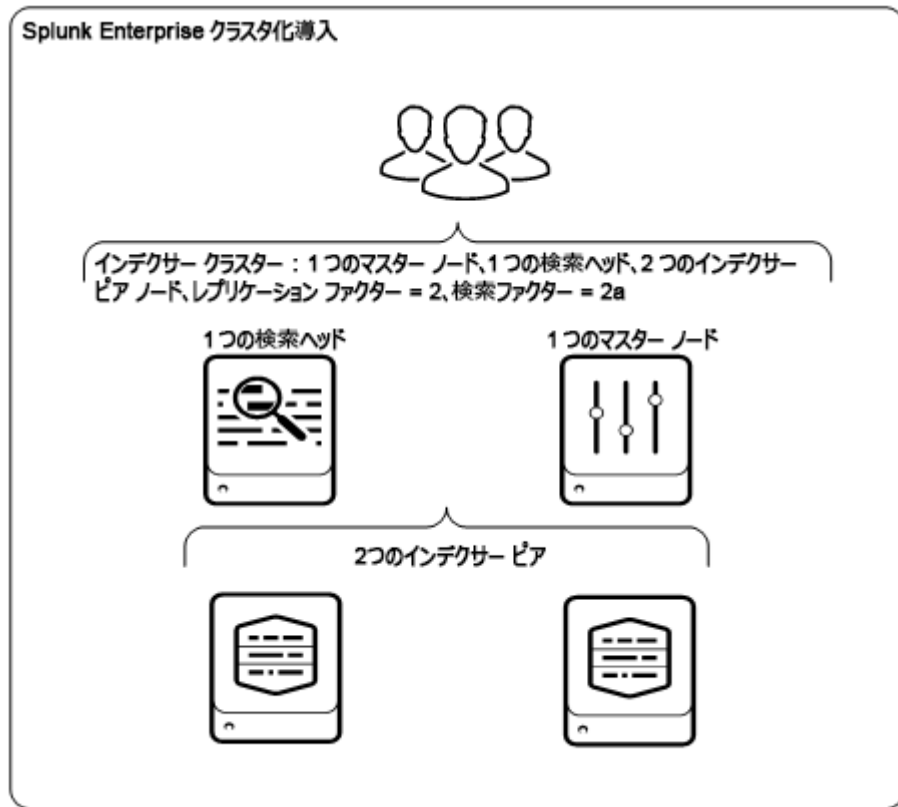 Splunk Enterprise クラスタ化導入
インデクサー クラスター : 1つのマスター ノード、1つの検索ヘッド、2つのインデクサー
ピア ノード、レプリケーション ファクター = 2、検索ファクター = 2a
1つの検索ヘッド
1つのマスター ノード
2つのインデクサー ピア